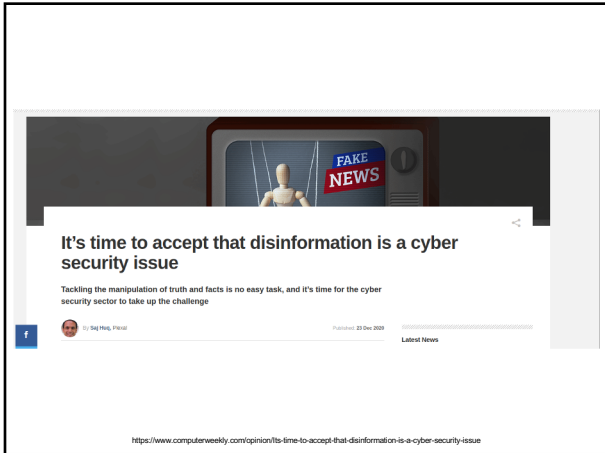 FAKE
NEWS
It's time to accept that disinformation is a cyber
security issue
Tackling the manipulation of truth and facts is no easy task, and it's time for the cyber
security sector to take up the challenge
f
By Saj Huq, Plexal
Published: 23 Dec 2020
Latest News
https://www.computerweekly.com/opinion/Its-time-to-accept-that-disinformation-is-a-cyber-security-issue